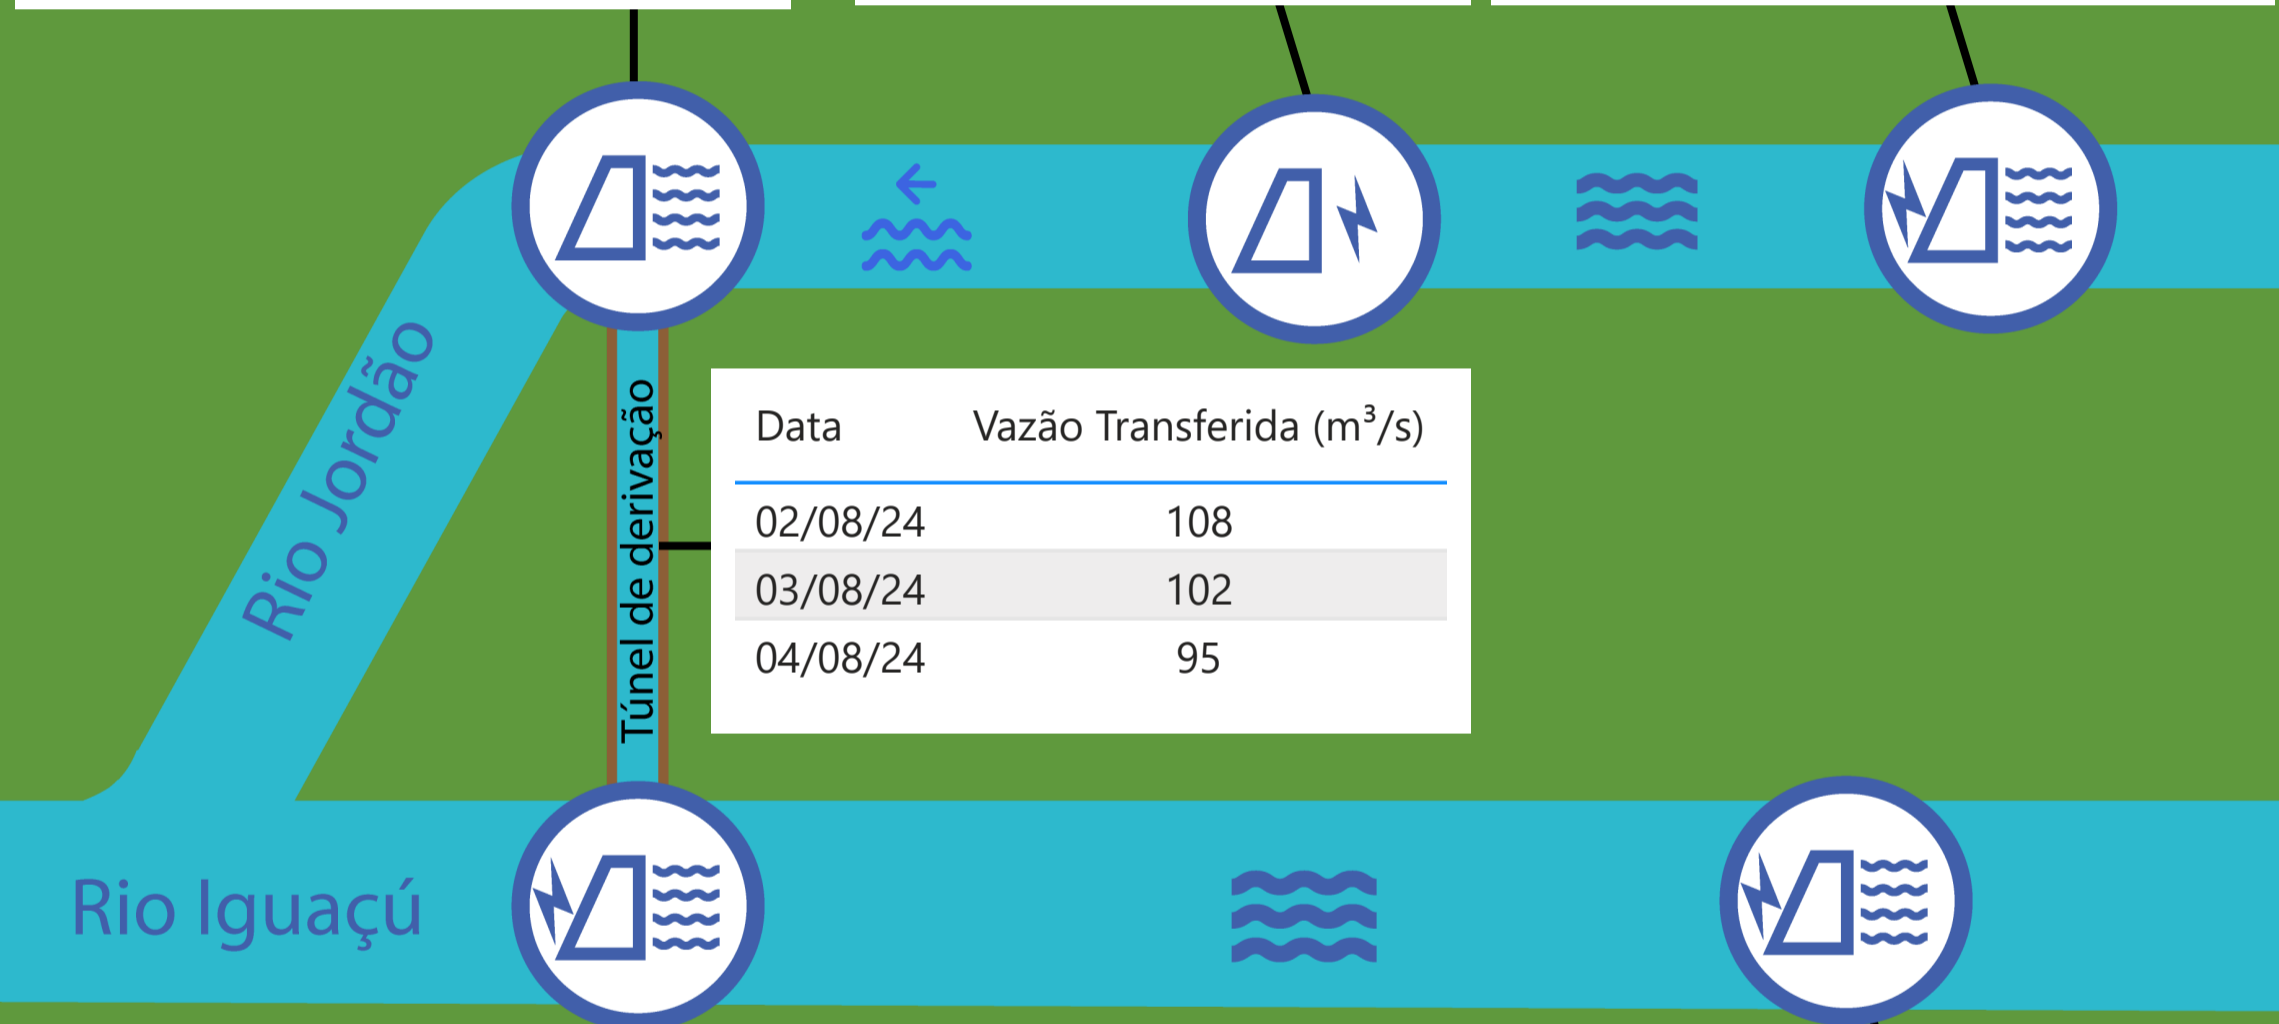 Rio Jordão
Túnel de derivação
Data Vazão Transferida (m³/s)
02/08/24 108
03/08/24 102
04/08/24 95
Rio Iguaçú